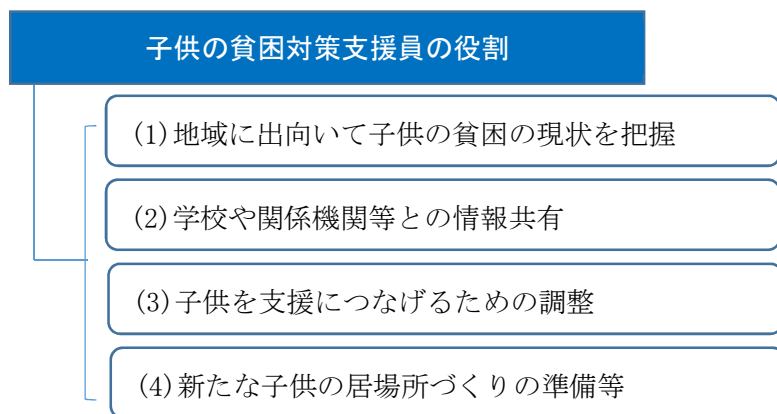 子供の貧困対策支援員の役割
(1)地域に出向いて子供の貧困の現状を把握
(2)学校や関係機関等との情報共有
(3)子供を支援につなげるための調整
(4)新たな子供の居場所づくりの準備等